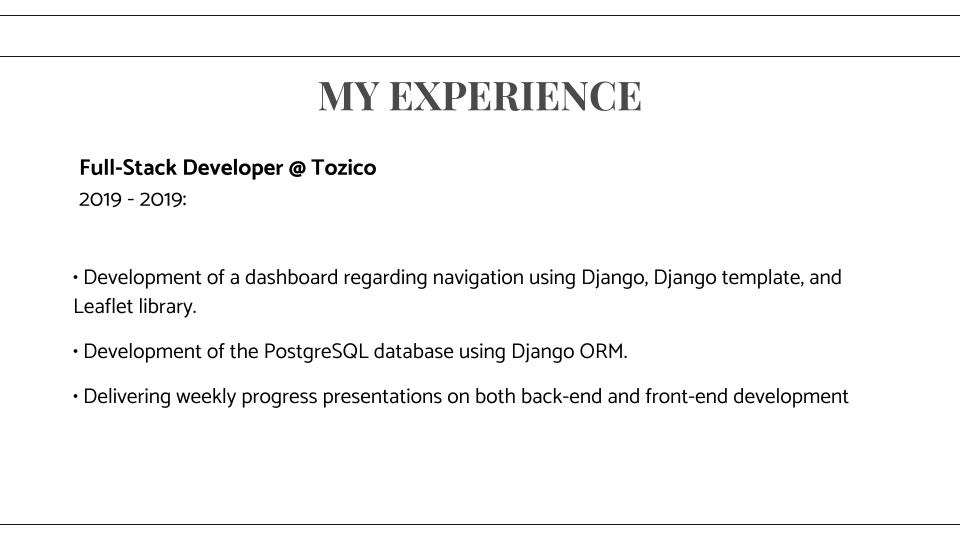 MY EXPERIENCE
Full-Stack Developer @ Tozico
2019 - 2019:
• Development of a dashboard regarding navigation using Django, Django template, and
Leaflet library.
• Development of the PostgreSQL database using Django ORM.
• Delivering weekly progress presentations on both back-end and front-end development